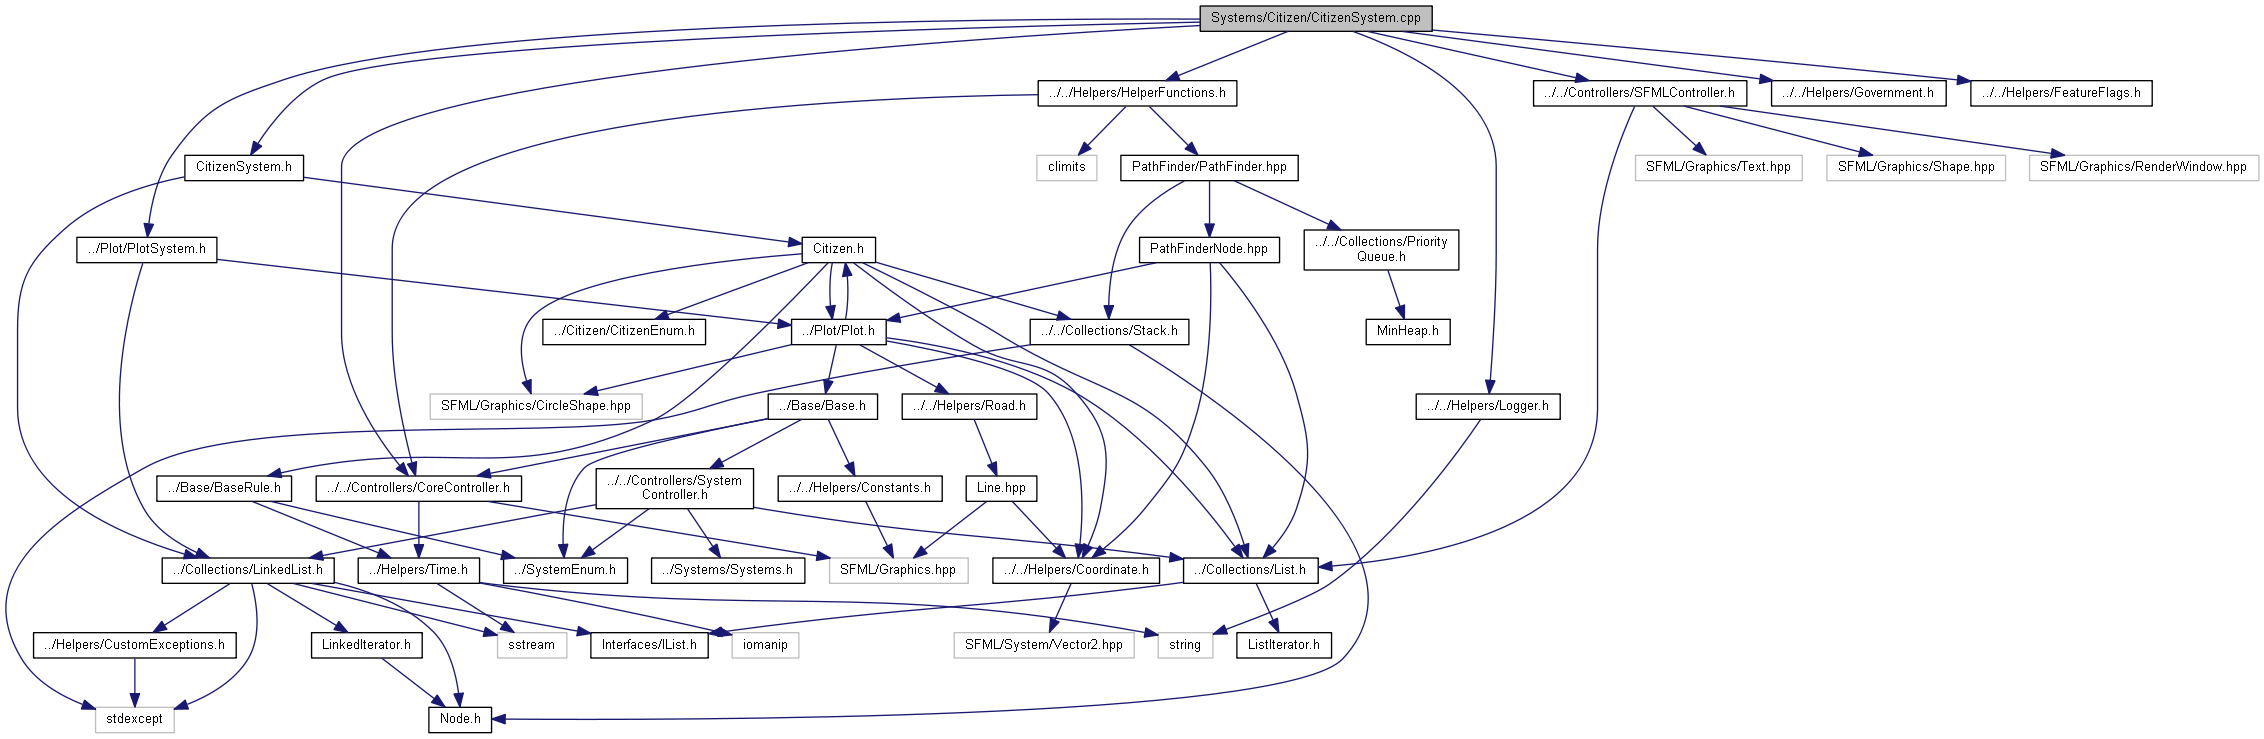 Systems/Citizen/CitizenSystem.cpp
../../Helpers/HelperFunctions.h
../../Controllers/SFMLController.h
../../Helpers/Government.h
../../Helpers/FeatureFlags.h
CitizenSystem.h
climits
PathFinder/PathFinder.hpp
SFML/Graphics/Text.hpp
SFML/Graphics/Shape.hpp
SFML/Graphics/RenderWindow.hpp
../Plot/PlotSystem.h
Citizen.h
PathFinderNode.hpp
../../Collections/Priority
Queue.h
../Citizen/CitizenEnum.h
../Plot/Plot.h
../../Collections/Stack.h
MinHeap.h
SFML/Graphics/CircleShape.hpp
../Base/Base.h
../../Helpers/Road.h
../../Helpers/Logger.h
../Base/BaseRule.h
../../Controllers/CoreController.h
../../Controllers/System
Controller.h
../../Helpers/Constants.h
Line.hpp
../Collections/LinkedList.h
../Helpers/Time.h
../SystemEnum.h
../Systems/Systems.h
SFML/Graphics.hpp
../../Helpers/Coordinate.h
../Collections/List.h
../Helpers/CustomExceptions.h
LinkedIterator.h
sstream
Interfaces/IList.h
iomanip
SFML/System/Vector2.hpp
string
ListIterator.h
stdexcept
Node.h